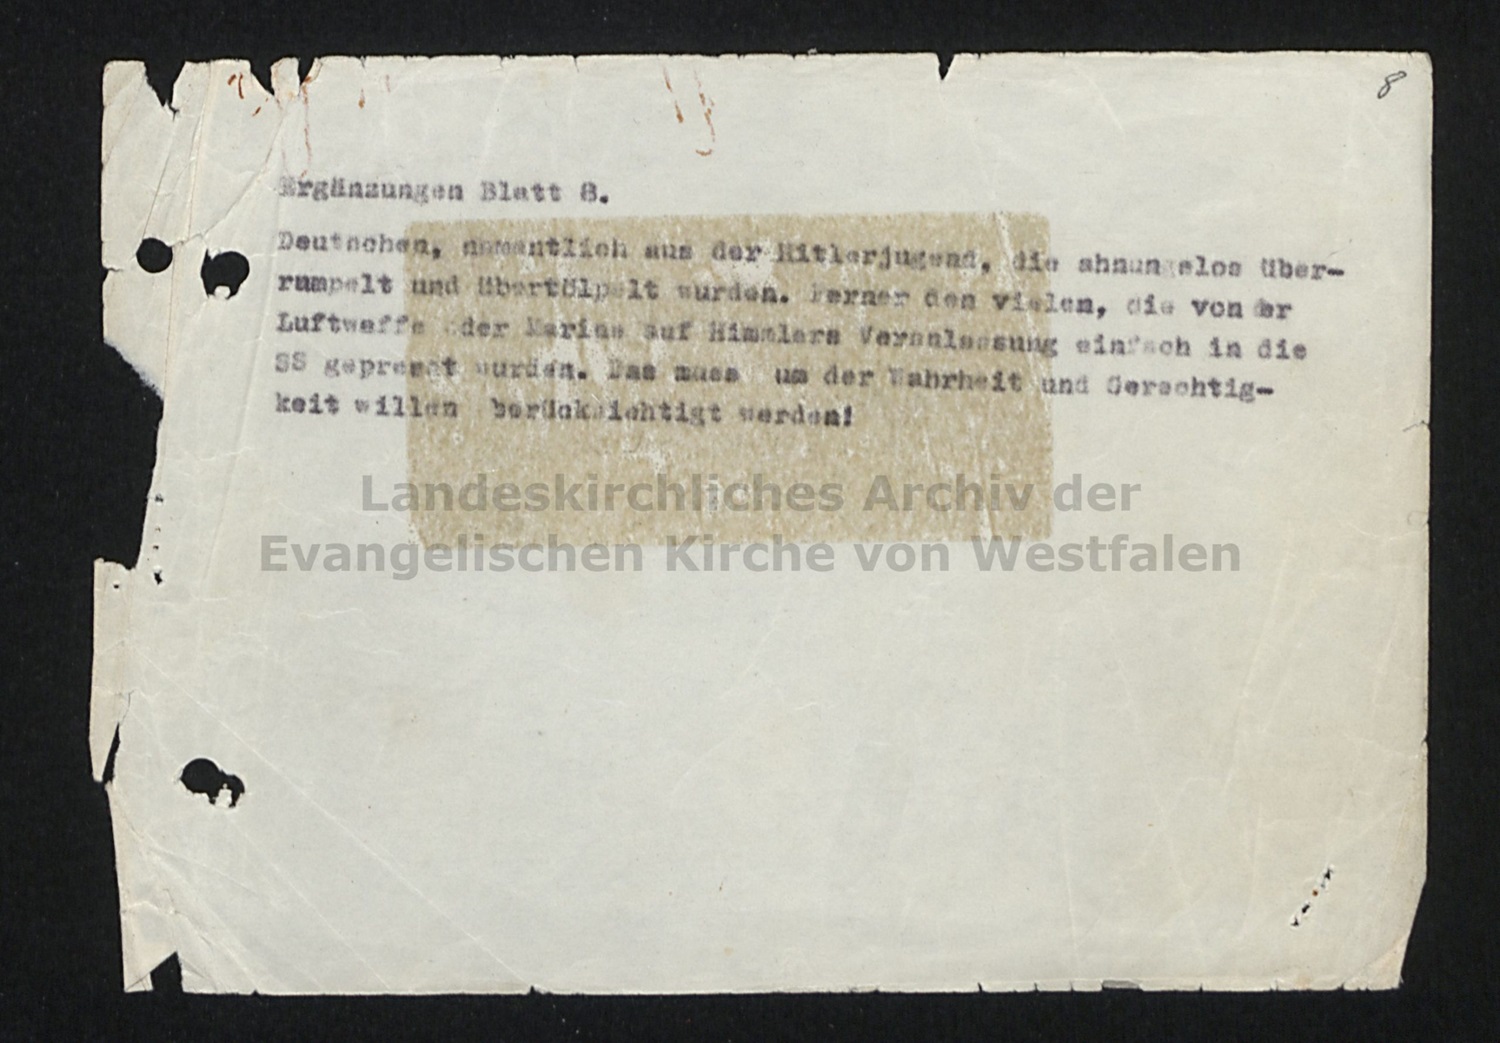 8
Ergänzungen Blatt 8.
Deutschen, namentlich aus der Hitlerjugend, die ahnungslos über-
rumpelt und übertölpelt wurden. Ferner den vielen, die von der
Luftwaffe oder Marine auf Himmlers Veranlassung einfach in die
SS gepresst wurden. Das muss um der Wahrheit und Gerechtig-
keit willen berücksichtigt werden!
Landeskirchliches Archiv der
Evangelischen Kirche von Westfalen